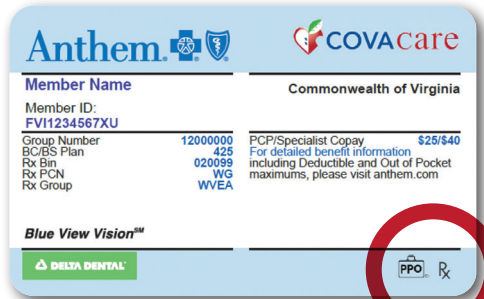 Anthem.
COVACare
Member Name
Commonwealth of Virginia
Member ID:
FVI1234567XU
Group Number 12000000
BC/BS Plan 425
Rx Bin 020099
Rx PCN WG
Rx Group WVEA
PCP/Specialist Copay $25/$40
For detailed benefit information
including Deductible and Out of Pocket
maximums, please visit anthem.com
Blue View Vision℠
DELTA DENTAL
PPO
Rx